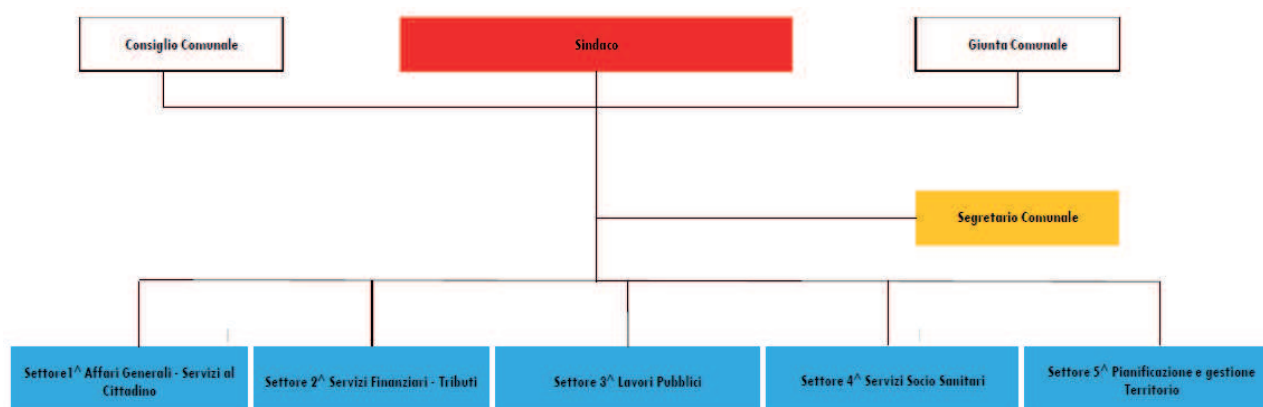 Consiglio Comunale
Sindaco
Giunta Comunale
Segretario Comunale
Settore1^ Affari Generali - Servizi al
Cittadino
Settore 2^ Servizi Finanziari - Tributi
Settore 3^ Lavori Pubblici
Settore 4^ Servizi Socio Sanitari
Settore 5^ Pianificazione e gestione
Territorio